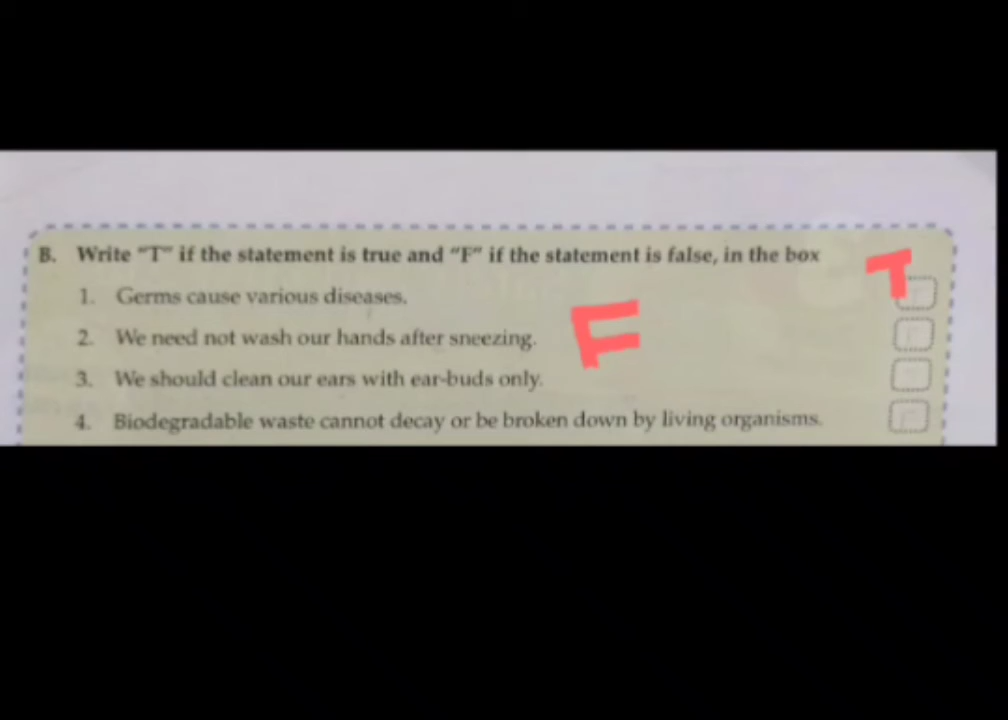 B. Write "T" if the statement is true and "F" if the statement is false, in the box
T
1. Germs cause various diseases.
2. We need not wash our hands after sneezing.
F
3. We should clean our ears with ear-buds only.
4. Biodegradable waste cannot decay or be broken down by living organisms.